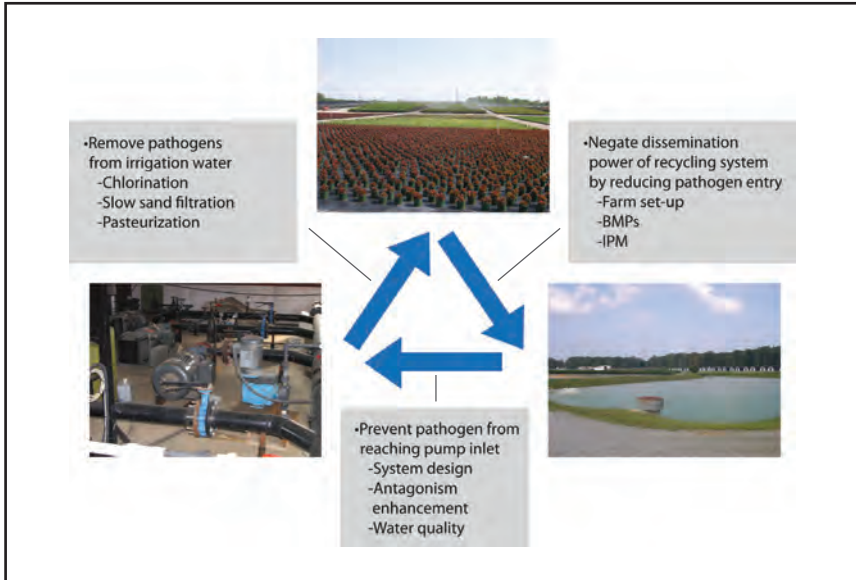 •Remove pathogens
from irrigation water
-Chlorination
-Slow sand filtration
-Pasteurization
•Negate dissemination
power of recycling system
by reducing pathogen entry
-Farm set-up
-BMPs
-IPM
•Prevent pathogen from
reaching pump inlet
-System design
-Antagonism
enhancement
-Water quality